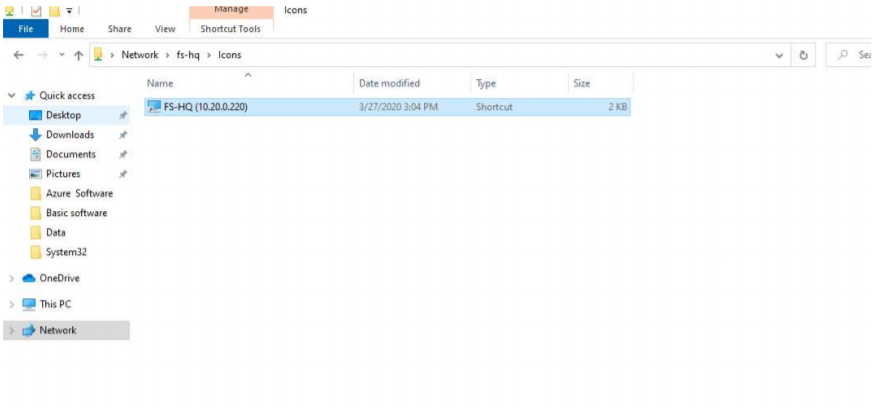 Manage Icons
File Home Share View Shortcut Tools
Network › fs-hq › Icons
Name Date modified Type Size
FS-HQ (10.20.0.220) 3/27/2020 3:04 PM Shortcut 2 KB
Quick access
Desktop
Downloads
Documents
Pictures
Azure Software
Basic software
Data
System32
OneDrive
This PC
Network